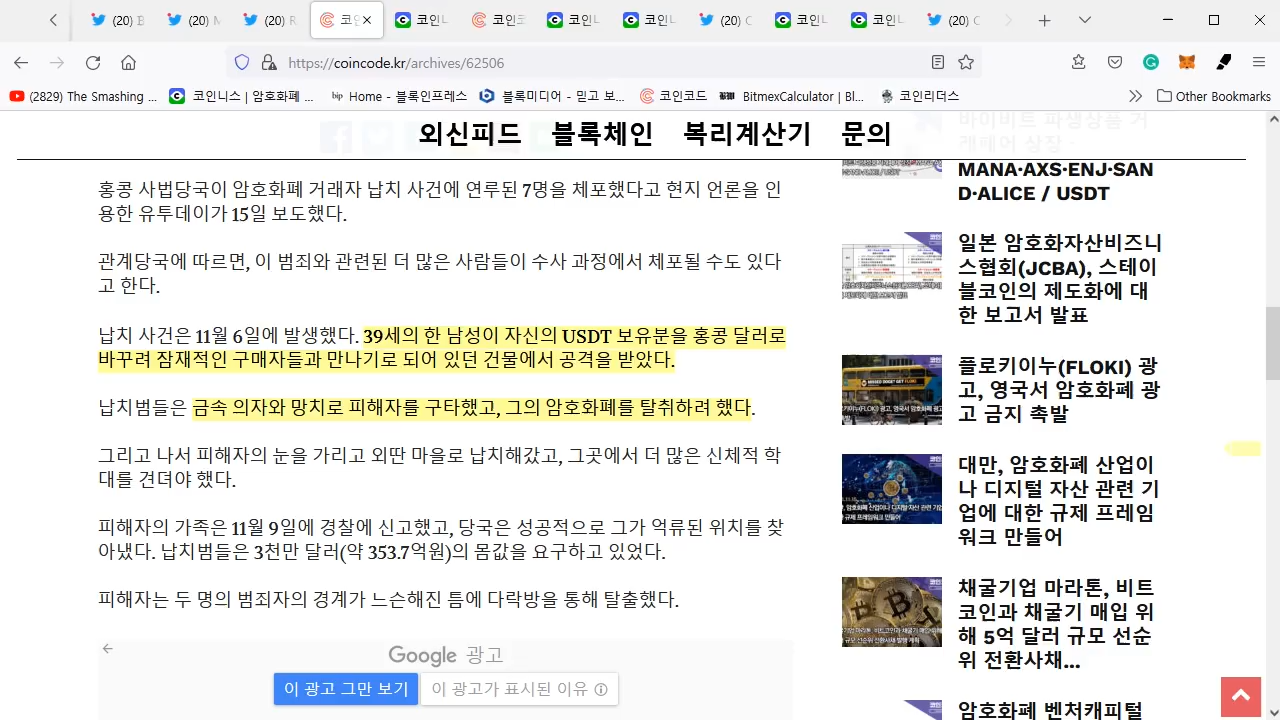 (20)
(20)
(20)
코인
코인
코인
코인
코인
(20)
코인
코인
(20)
https://coincode.kr/archives/62506
(2829) The Smashing ...
코인니스 | 암호화폐 ...
bip
Home - 블록인프레스
블록미디어 - 믿고 보...
코인코드
BitmexCalculator | Bl...
코인리더스
Other Bookmarks
외신피드 블록체인 복리계산기 문의
홍콩 사법당국이 암호화폐 거래자 납치 사건에 연루된 7명을 체포했다고 현지 언론을 인
용한 유투데이가 15일 보도했다.
관계당국에 따르면, 이 범죄와 관련된 더 많은 사람들이 수사 과정에서 체포될 수도 있다
고 한다.
납치 사건은 11월 6일에 발생했다. 39세의 한 남성이 자신의 USDT 보유분을 홍콩 달러로
바꾸려 잠재적인 구매자들과 만나기로 되어 있던 건물에서 공격을 받았다.
납치범들은 금속 의자와 망치로 피해자를 구타했고, 그의 암호화폐를 탈취하려 했다.
그리고 나서 피해자의 눈을 가리고 외딴 마을로 납치해갔고, 그곳에서 더 많은 신체적 학
대를 견뎌야 했다.
피해자의 가족은 11월 9일에 경찰에 신고했고, 당국은 성공적으로 그가 억류된 위치를 찾
아냈다. 납치범들은 3천만 달러(약 353.7억원)의 몸값을 요구하고 있었다.
피해자는 두 명의 범죄자의 경계가 느슨해진 틈에 다락방을 통해 탈출했다.
Google 광고
이 광고 그만 보기
이 광고가 표시된 이유
바이비트 파생상품 거
래페어 상장 -
MANA·AXS·ENJ·SAN
D·ALICE / USDT
일본 암호화자산비즈니
스협회(JCBA), 스테이
블코인의 제도화에 대
한 보고서 발표
플로키이누(FLOKI) 광
고, 영국서 암호화폐 광
고 금지 촉발
대만, 암호화폐 산업이
나 디지털 자산 관련 기
업에 대한 규제 프레임
워크 만들어
채굴기업 마라톤, 비트
코인과 채굴기 매입 위
해 5억 달러 규모 선순
위 전환사채...
암호화폐 벤처캐피털